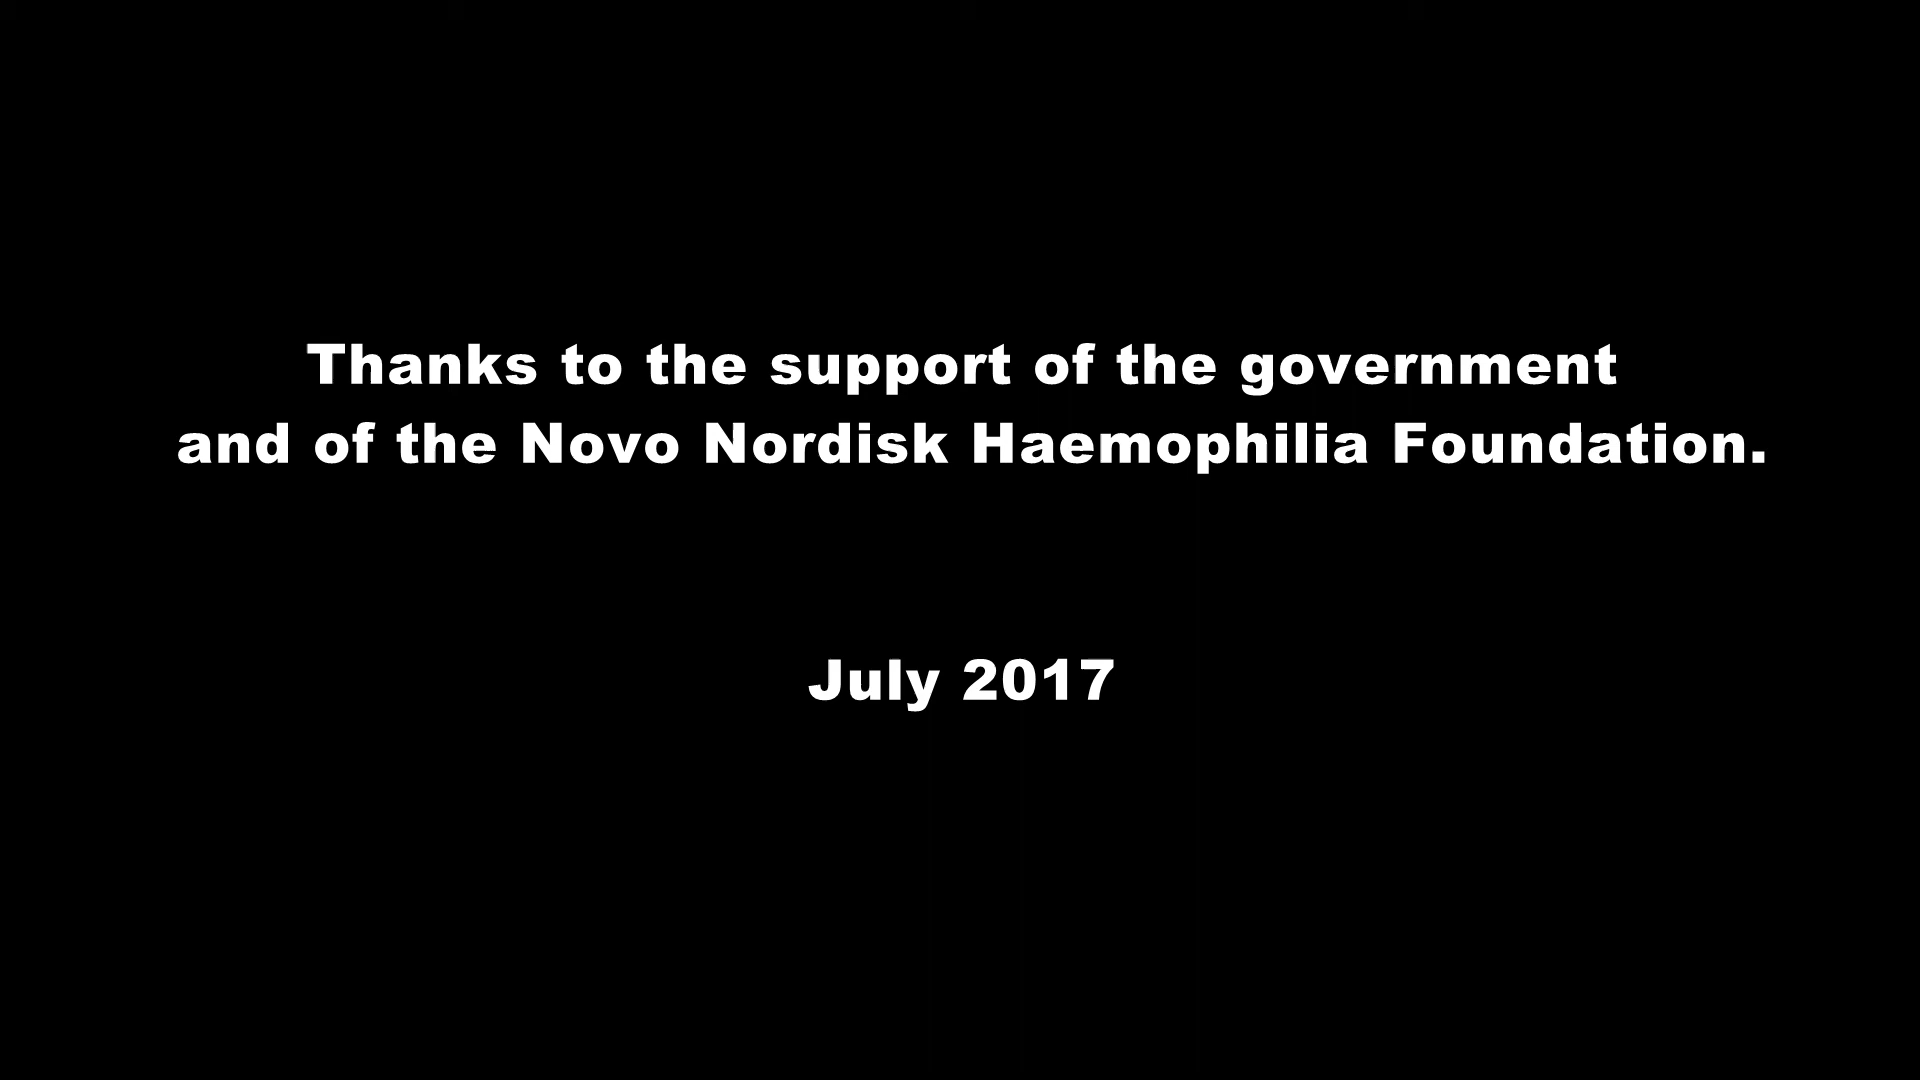 Thanks to the support of the government
and of the Novo Nordisk Haemophilia Foundation.
July 2017